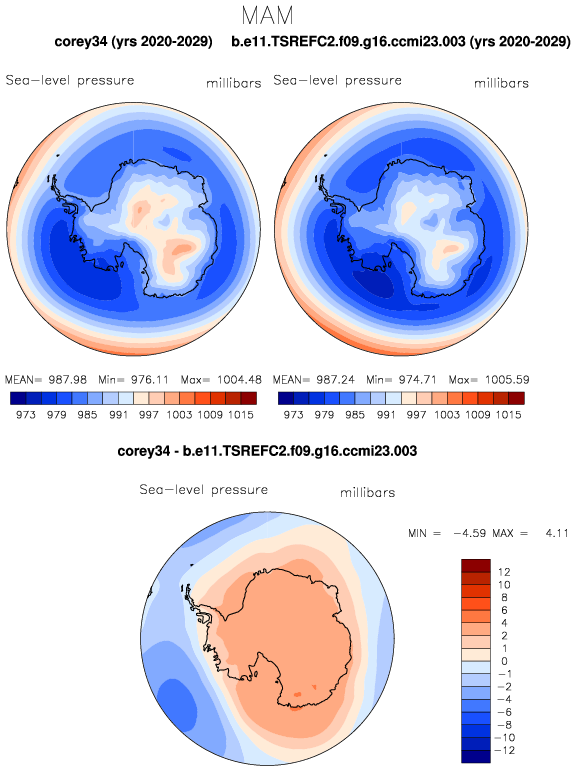 MAM
corey34 (yrs 2020-2029) b.e11.TSREFC2.f09.g16.ccmi23.003 (yrs 2020-2029)
Sea-level pressure millibars Sea-level pressure millibars
MEAN= 987.98 Min= 976.11 Max= 1004.48 MEAN= 987.24 Min= 974.71 Max= 1005.59
973 979 985 991 997 1003 1009 1015 973 979 985 991 997 1003 1009 1015
corey34 - b.e11.TSREFC2.f09.g16.ccmi23.003
Sea-level pressure millibars
MIN = -4.59 MAX = 4.11
12
10
8
6
4
2
1
0
-1
-2
-4
-6
-8
-10
-12